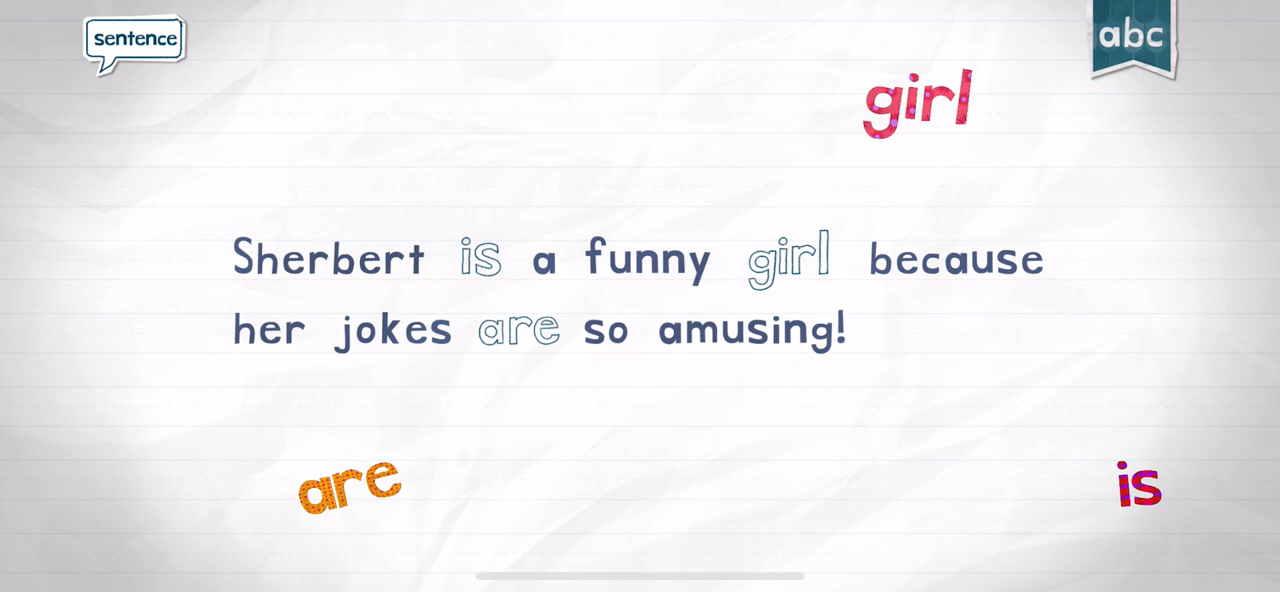 sentence
abc
girl
Sherbert is a funny girl because
her jokes are so amusing!
are
is